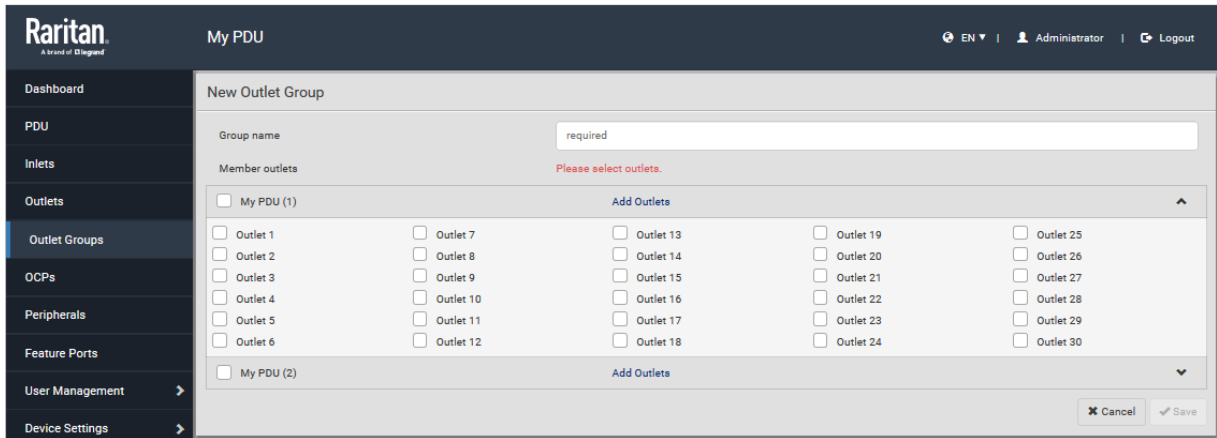 Raritan.
A brand of legrand
My PDU
EN | Administrator | Logout
Dashboard
PDU
Inlets
Outlets
Outlet Groups
OCPs
Peripherals
Feature Ports
User Management
Device Settings
New Outlet Group
Group name required
Member outlets Please select outlets.
My PDU (1) Add Outlets
Outlet 1 Outlet 7 Outlet 13 Outlet 19 Outlet 25
Outlet 2 Outlet 8 Outlet 14 Outlet 20 Outlet 26
Outlet 3 Outlet 9 Outlet 15 Outlet 21 Outlet 27
Outlet 4 Outlet 10 Outlet 16 Outlet 22 Outlet 28
Outlet 5 Outlet 11 Outlet 17 Outlet 23 Outlet 29
Outlet 6 Outlet 12 Outlet 18 Outlet 24 Outlet 30
My PDU (2) Add Outlets
Cancel Save